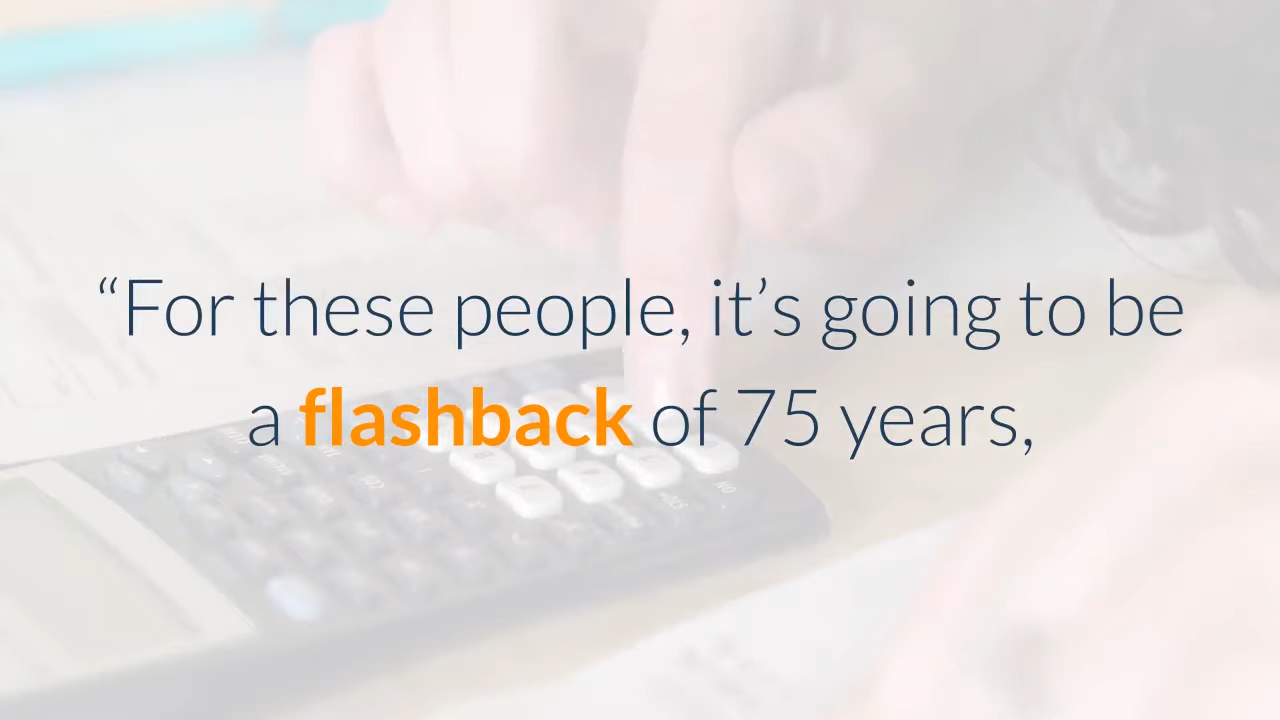 “For these people, it’s going to be
a flashback of 75 years,